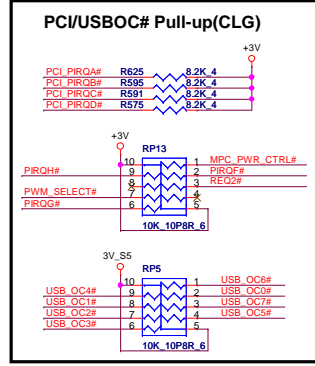 PCI/USBOC# Pull-up(CLG)
+3V
PCI_PIRQA# R625 8.2K_4
PCI_PIRQB# R595 8.2K_4
PCI_PIRQC# R591 8.2K_4
PCI_PIRQD# R575 8.2K_4
+3V
RP13
10 1 MPC_PWR_CTRL#
PIRQH# 9 2 PIRQF#
8 3 REQ2#
PWM_SELECT# 7 4
PIRQG# 6 5
10K_10P8R_6
3V_S5
RP5
10 1 USB_OC6#
USB_OC4# 9 2 USB_OC0#
USB_OC1# 8 3 USB_OC7#
USB_OC2# 7 4 USB_OC5#
USB_OC3# 6 5
10K_10P8R_6